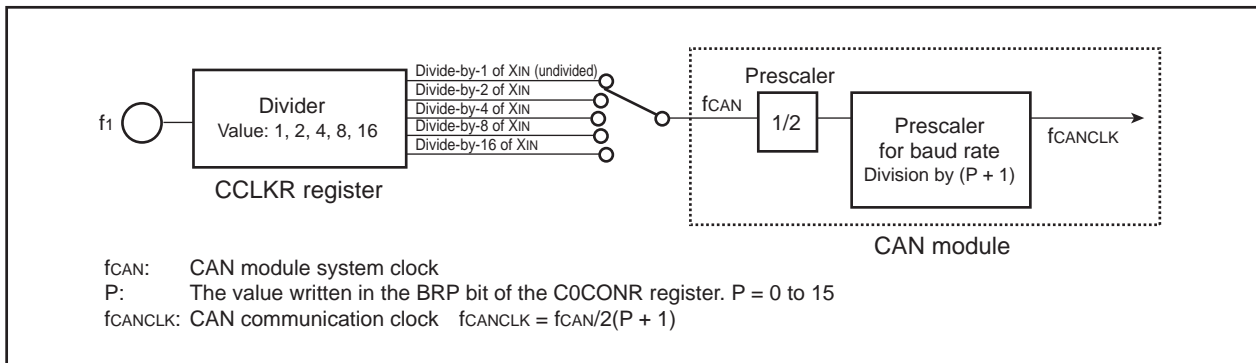 Divide-by-1 of XIN (undivided)
Divide-by-2 of XIN
Divide-by-4 of XIN
Divide-by-8 of XIN
Divide-by-16 of XIN
f1
Divider
Value: 1, 2, 4, 8, 16
CCLKR register
fCAN
Prescaler
1/2
Prescaler
for baud rate
Division by (P + 1)
fCANCLK
CAN module
fCAN: CAN module system clock
P: The value written in the BRP bit of the C0CONR register. P = 0 to 15
fCANCLK: CAN communication clock fCANCLK = fCAN/2(P + 1)